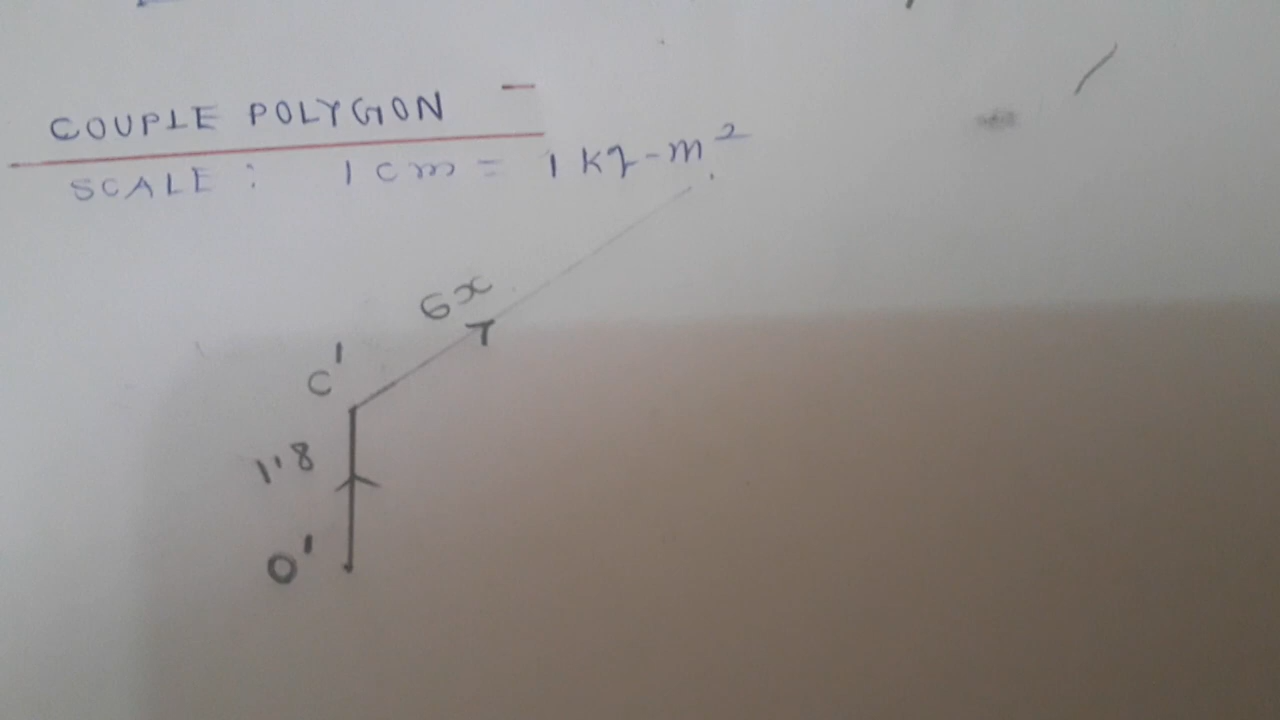 COUPLE POLYGON -
SCALE : 1 cm = 1 kg-m²
6x
C'
1.8
O'